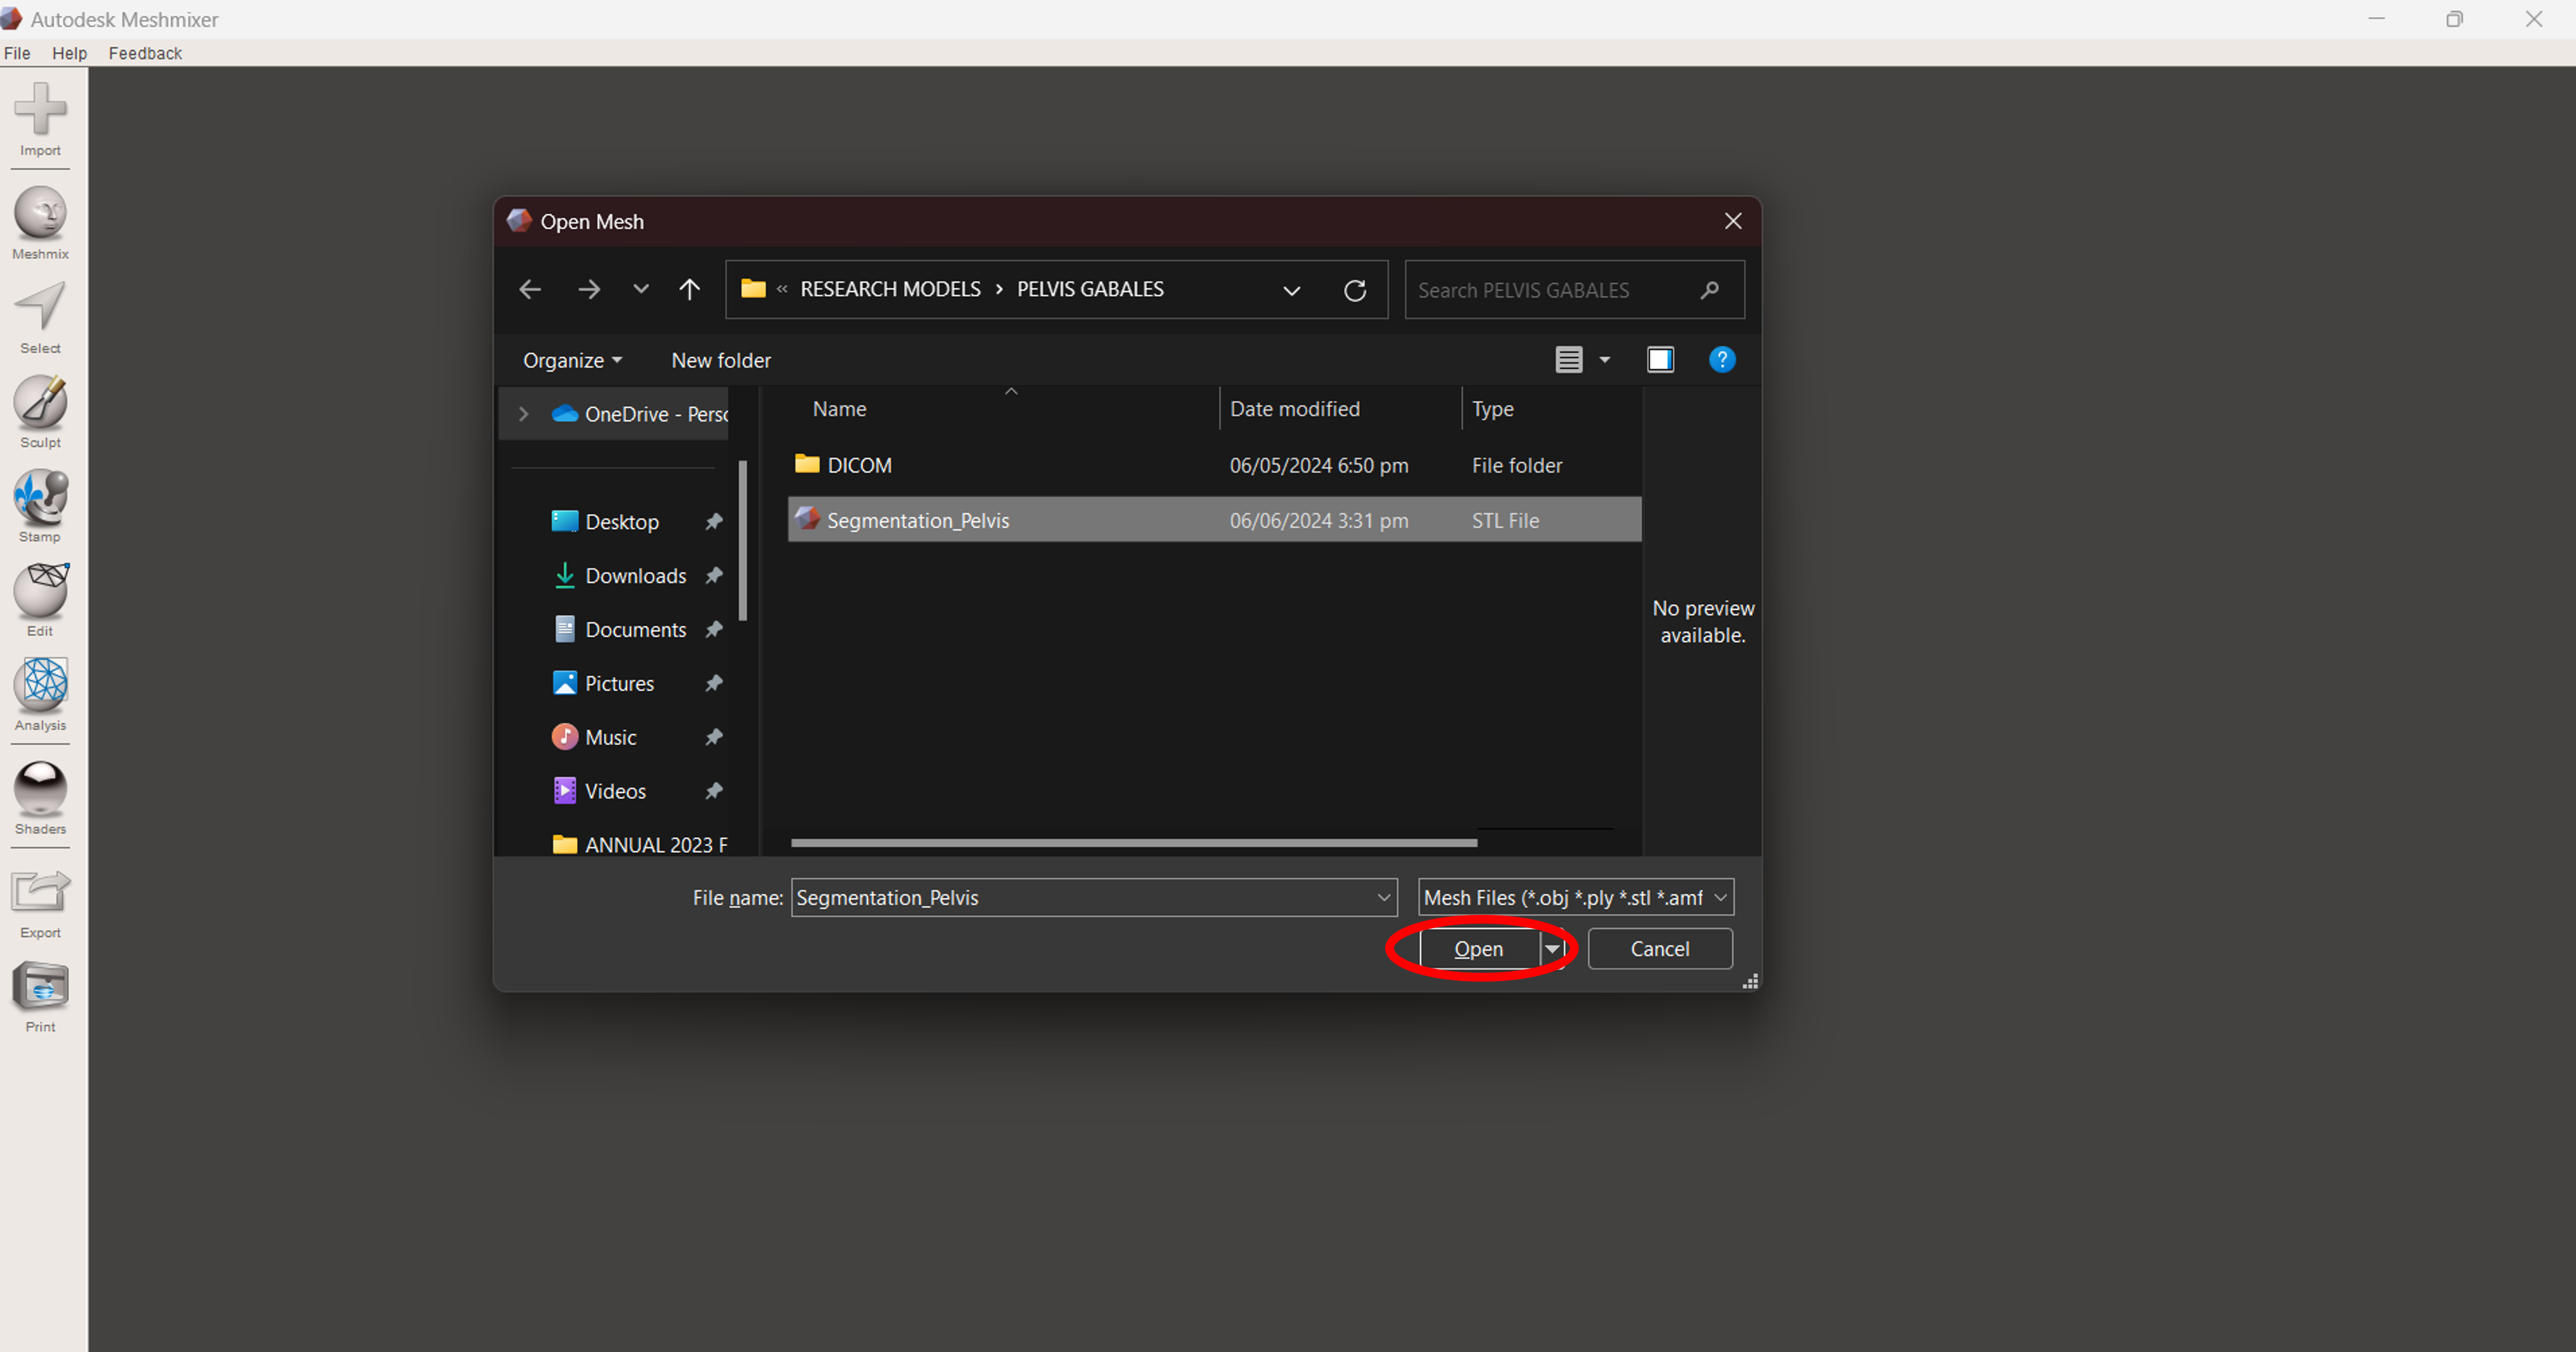 Autodesk Meshmixer
File Help Feedback
Import
Meshmix
Select
Sculpt
Stamp
Edit
Analysis
Shaders
Export
Print
Open Mesh
« RESEARCH MODELS › PELVIS GABALES
Search PELVIS GABALES
Organize New folder
?
OneDrive - Perso
Desktop
Downloads
Documents
Pictures
Music
Videos
ANNUAL 2023 F
Name Date modified Type
DICOM 06/05/2024 6:50 pm File folder
Segmentation_Pelvis 06/06/2024 3:31 pm STL File
No preview
available.
File name: Segmentation_Pelvis Mesh Files (*.obj *.ply *.stl *.amf
Open Cancel